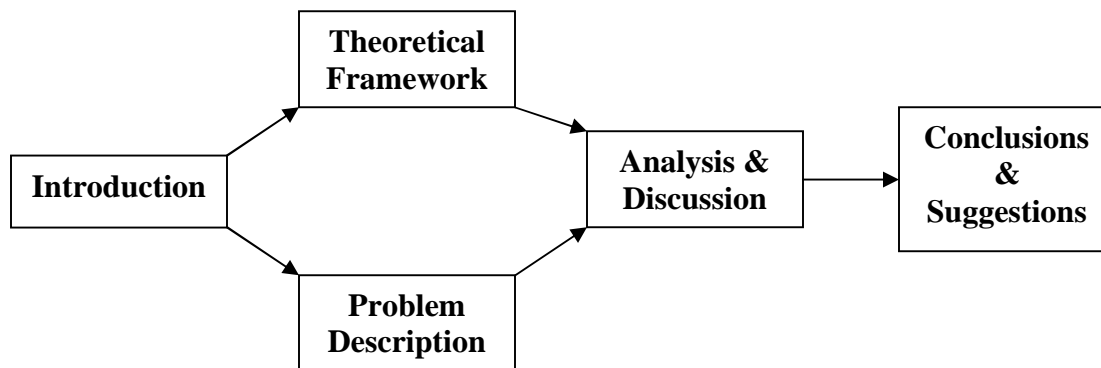 Theoretical
Framework
Introduction
Analysis &
Discussion
Conclusions
&
Suggestions
Problem
Description